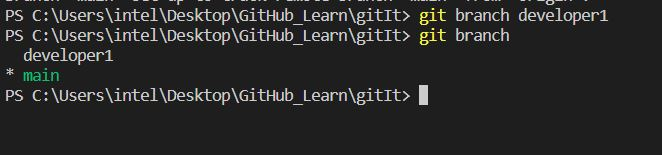 PS C:\Users\intel\Desktop\GitHub_Learn\gitIt> git branch developer1
PS C:\Users\intel\Desktop\GitHub_Learn\gitIt> git branch
  developer1
* main
PS C:\Users\intel\Desktop\GitHub_Learn\gitIt>